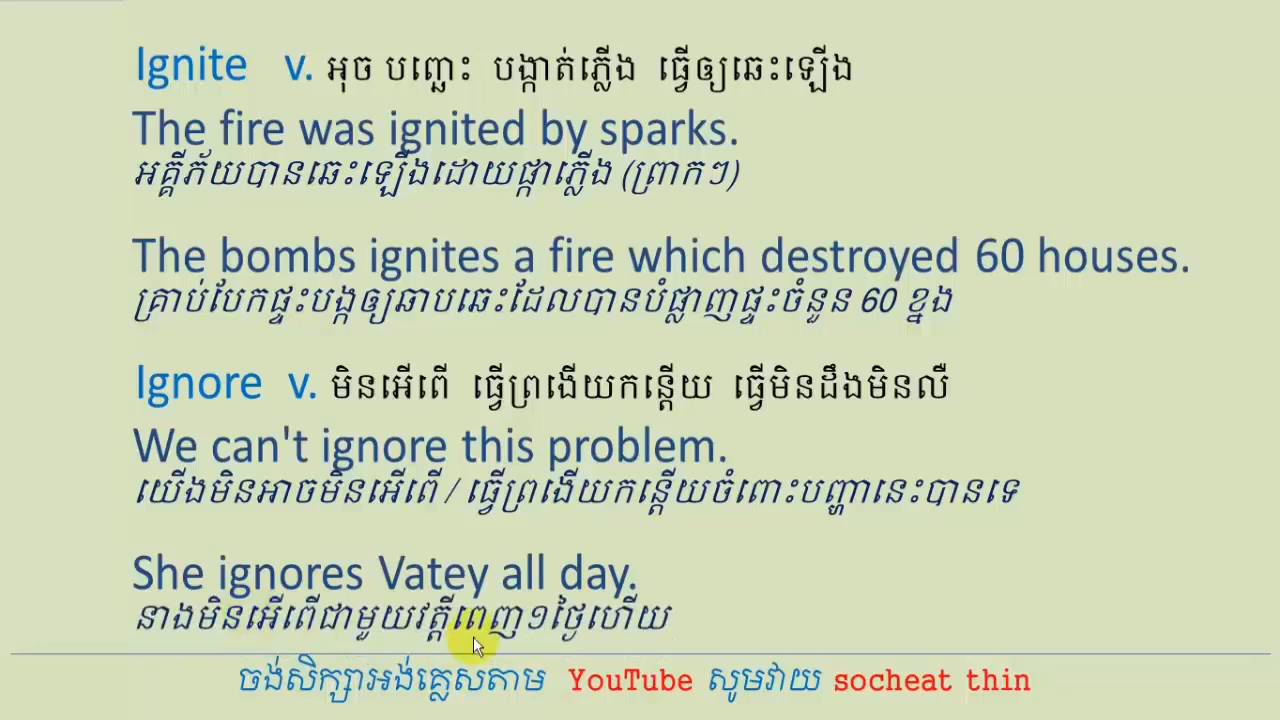 Ignite v. អុច បញ្ឆេះ បង្កាត់ភ្លើង ធ្វើឲ្យឆេះឡើង
The fire was ignited by sparks.
អគ្គីភ័យបានឆេះឡើងដោយផ្កាភ្លើង (ព្រាកៗ)
The bombs ignites a fire which destroyed 60 houses.
គ្រាប់បែកផ្ទុះបង្កឲ្យឆាបឆេះដែលបានបំផ្លាញផ្ទះចំនួន 60 ខ្នង
Ignore v. មិនអើពើ ធ្វើព្រងើយកន្តើយ ធ្វើមិនដឹងមិនលឺ
We can't ignore this problem.
យើងមិនអាចមិនអើពើ / ធ្វើព្រងើយកន្តើយចំពោះបញ្ហានេះបានទេ
She ignores Vatey all day.
នាងមិនអើពើជាមួយវត្តីពេញ១ថ្ងៃហើយ
ចង់សិក្សាអង់គ្លេសតាម YouTube សូមវាយ socheat thin